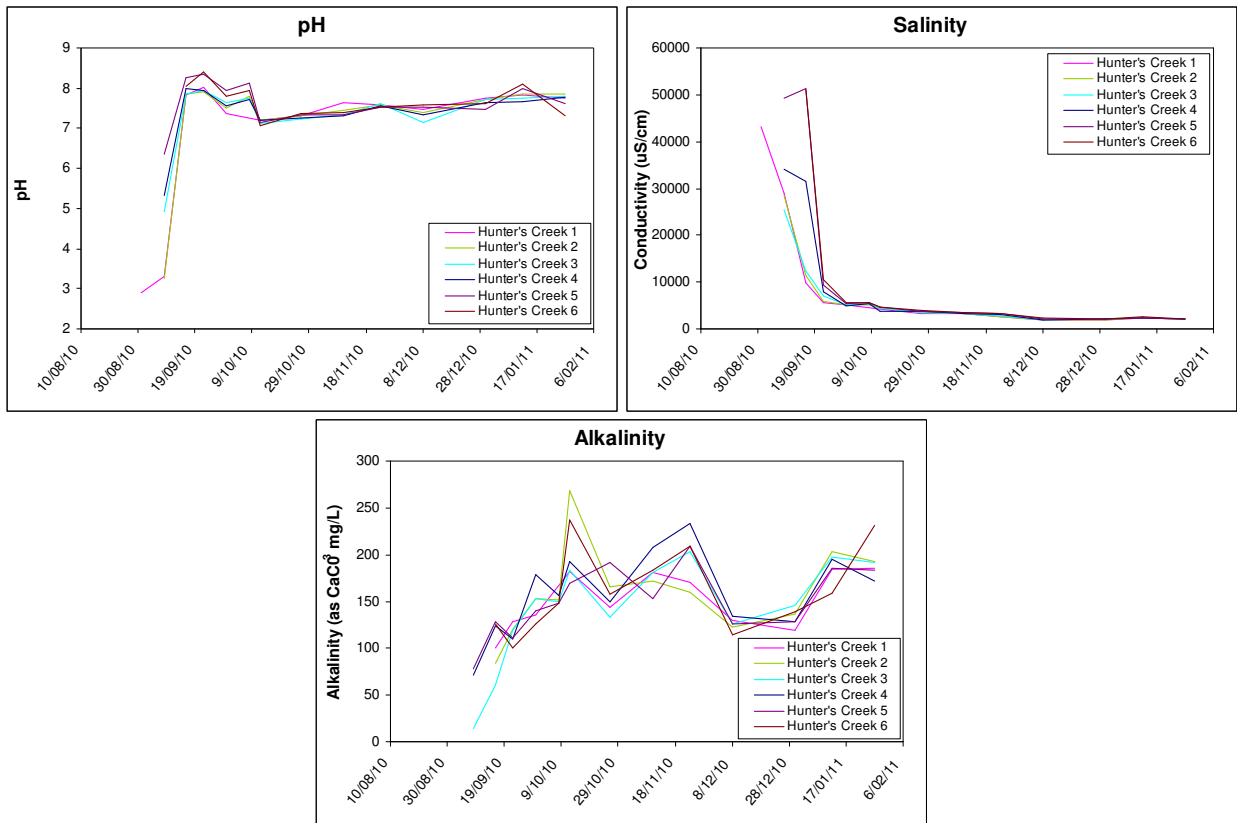 pH
9
8
7
6
5
4
3
2
pH
10/08/10
30/08/10
19/09/10
9/10/10
29/10/10
18/11/10
8/12/10
28/12/10
17/01/11
6/02/11
Hunter's Creek 1
Hunter's Creek 2
Hunter's Creek 3
Hunter's Creek 4
Hunter's Creek 5
Hunter's Creek 6
Salinity
60000
50000
40000
30000
20000
10000
0
Conductivity (uS/cm)
10/08/10
30/08/10
19/09/10
9/10/10
29/10/10
18/11/10
8/12/10
28/12/10
17/01/11
6/02/11
Hunter's Creek 1
Hunter's Creek 2
Hunter's Creek 3
Hunter's Creek 4
Hunter's Creek 5
Hunter's Creek 6
Alkalinity
300
250
200
150
100
50
0
Alkalinity (as CaC0³ mg/L)
10/08/10
30/08/10
19/09/10
9/10/10
29/10/10
18/11/10
8/12/10
28/12/10
17/01/11
6/02/11
Hunter's Creek 1
Hunter's Creek 2
Hunter's Creek 3
Hunter's Creek 4
Hunter's Creek 5
Hunter's Creek 6